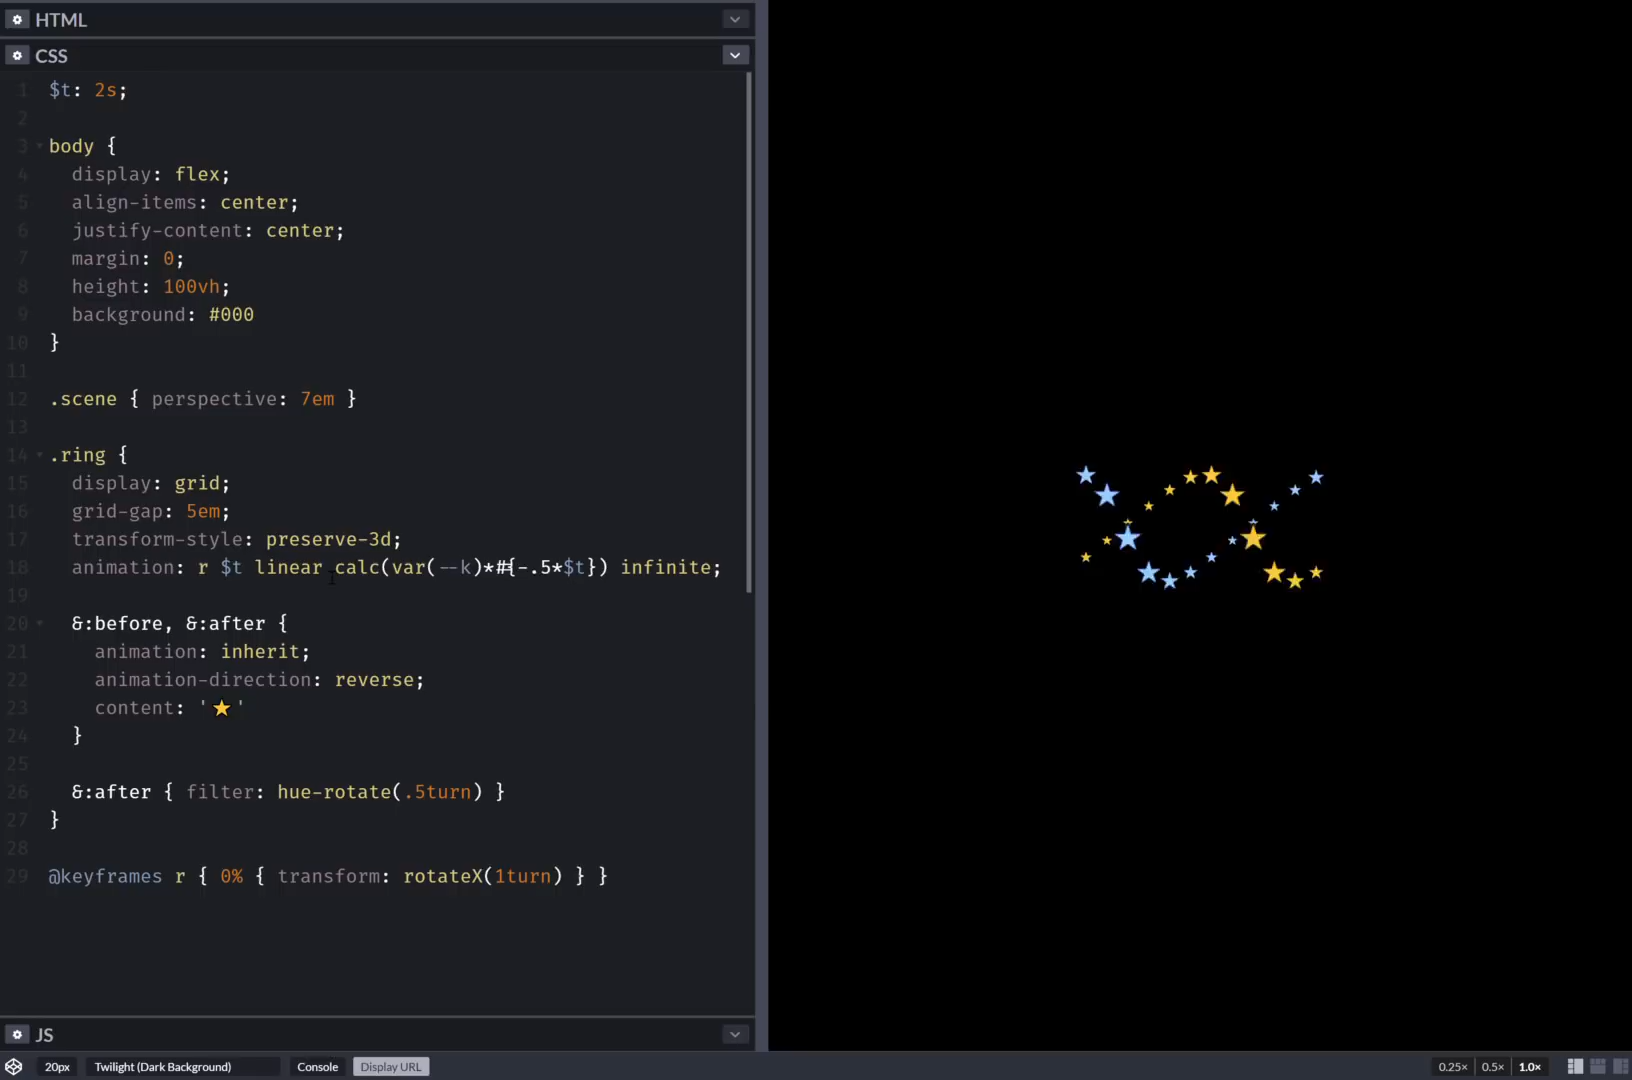 HTML
CSS
1 $t: 2s;
2
3 body {
4 display: flex;
5 align-items: center;
6 justify-content: center;
7 margin: 0;
8 height: 100vh;
9 background: #000
10 }
11
12 .scene { perspective: 7em }
13
14 .ring {
15 display: grid;
16 grid-gap: 5em;
17 transform-style: preserve-3d;
18 animation: r $t linear calc(var(--k)*#{-.5*$t}) infinite;
19
20 &:before, &:after {
21 animation: inherit;
22 animation-direction: reverse;
23 content: '⭐'
24 }
25
26 &:after { filter: hue-rotate(.5turn) }
27 }
28
29 @keyframes r { 0% { transform: rotateX(1turn) } }
JS
20px Twilight (Dark Background) Console Display URL 0.25× 0.5× 1.0×